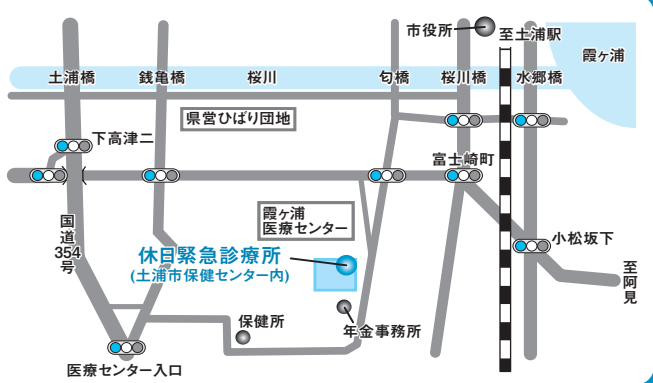 市役所
至土浦駅
霞ヶ浦
土浦橋
銭亀橋
桜川
匂橋
桜川橋
水郷橋
県営ひばり団地
下高津二
富士崎町
霞ヶ浦
医療センター
国道354号
小松坂下
休日緊急診療所
(土浦市保健センター内)
至阿見
保健所
年金事務所
医療センター入口